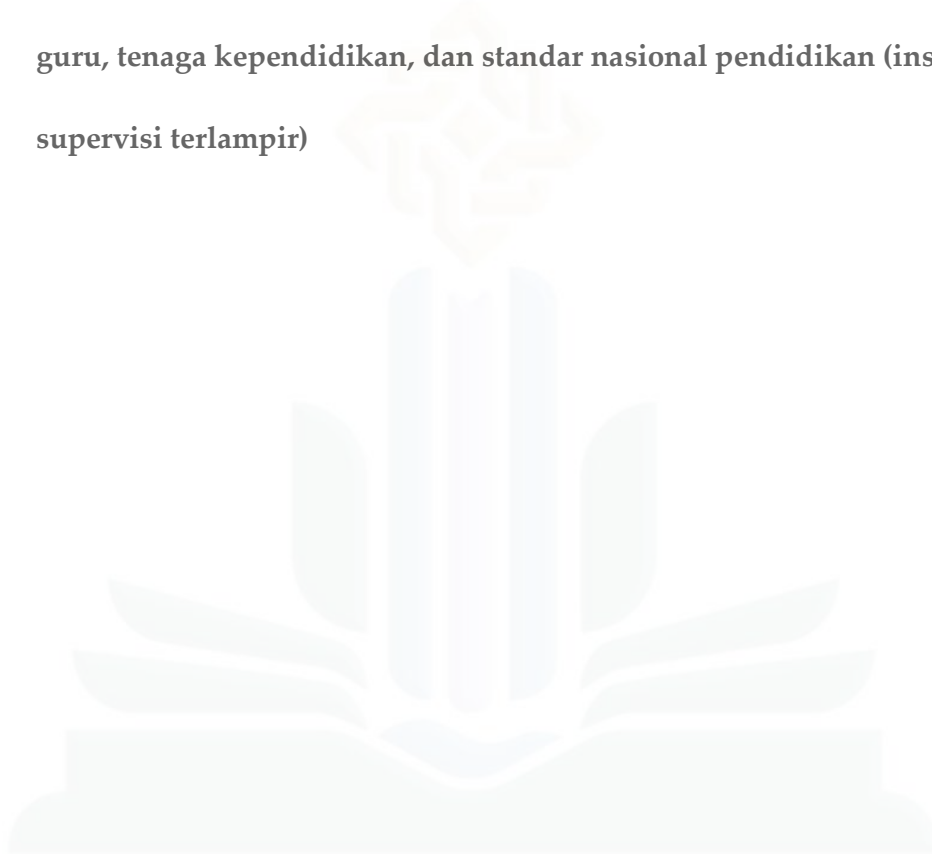 guru, tenaga kependidikan, dan standar nasional pendidikan (ins
supervisi terlampir)